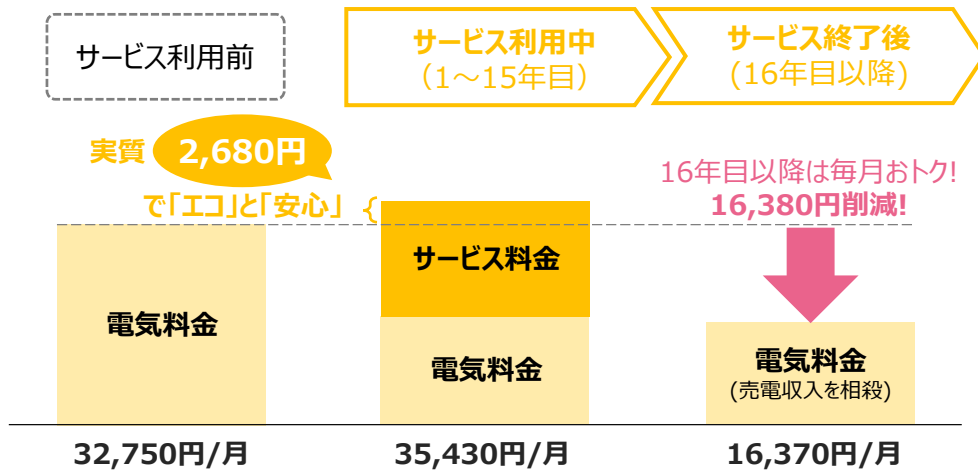 サービス利用前
サービス利用中
(1～15年目)
サービス終了後
(16年目以降)
実質 2,680円
で「エコ」と「安心」
16年目以降は毎月おトク!
16,380円削減!
サービス料金
電気料金
電気料金
電気料金
(売電収入を相殺)
32,750円/月
35,430円/月
16,370円/月